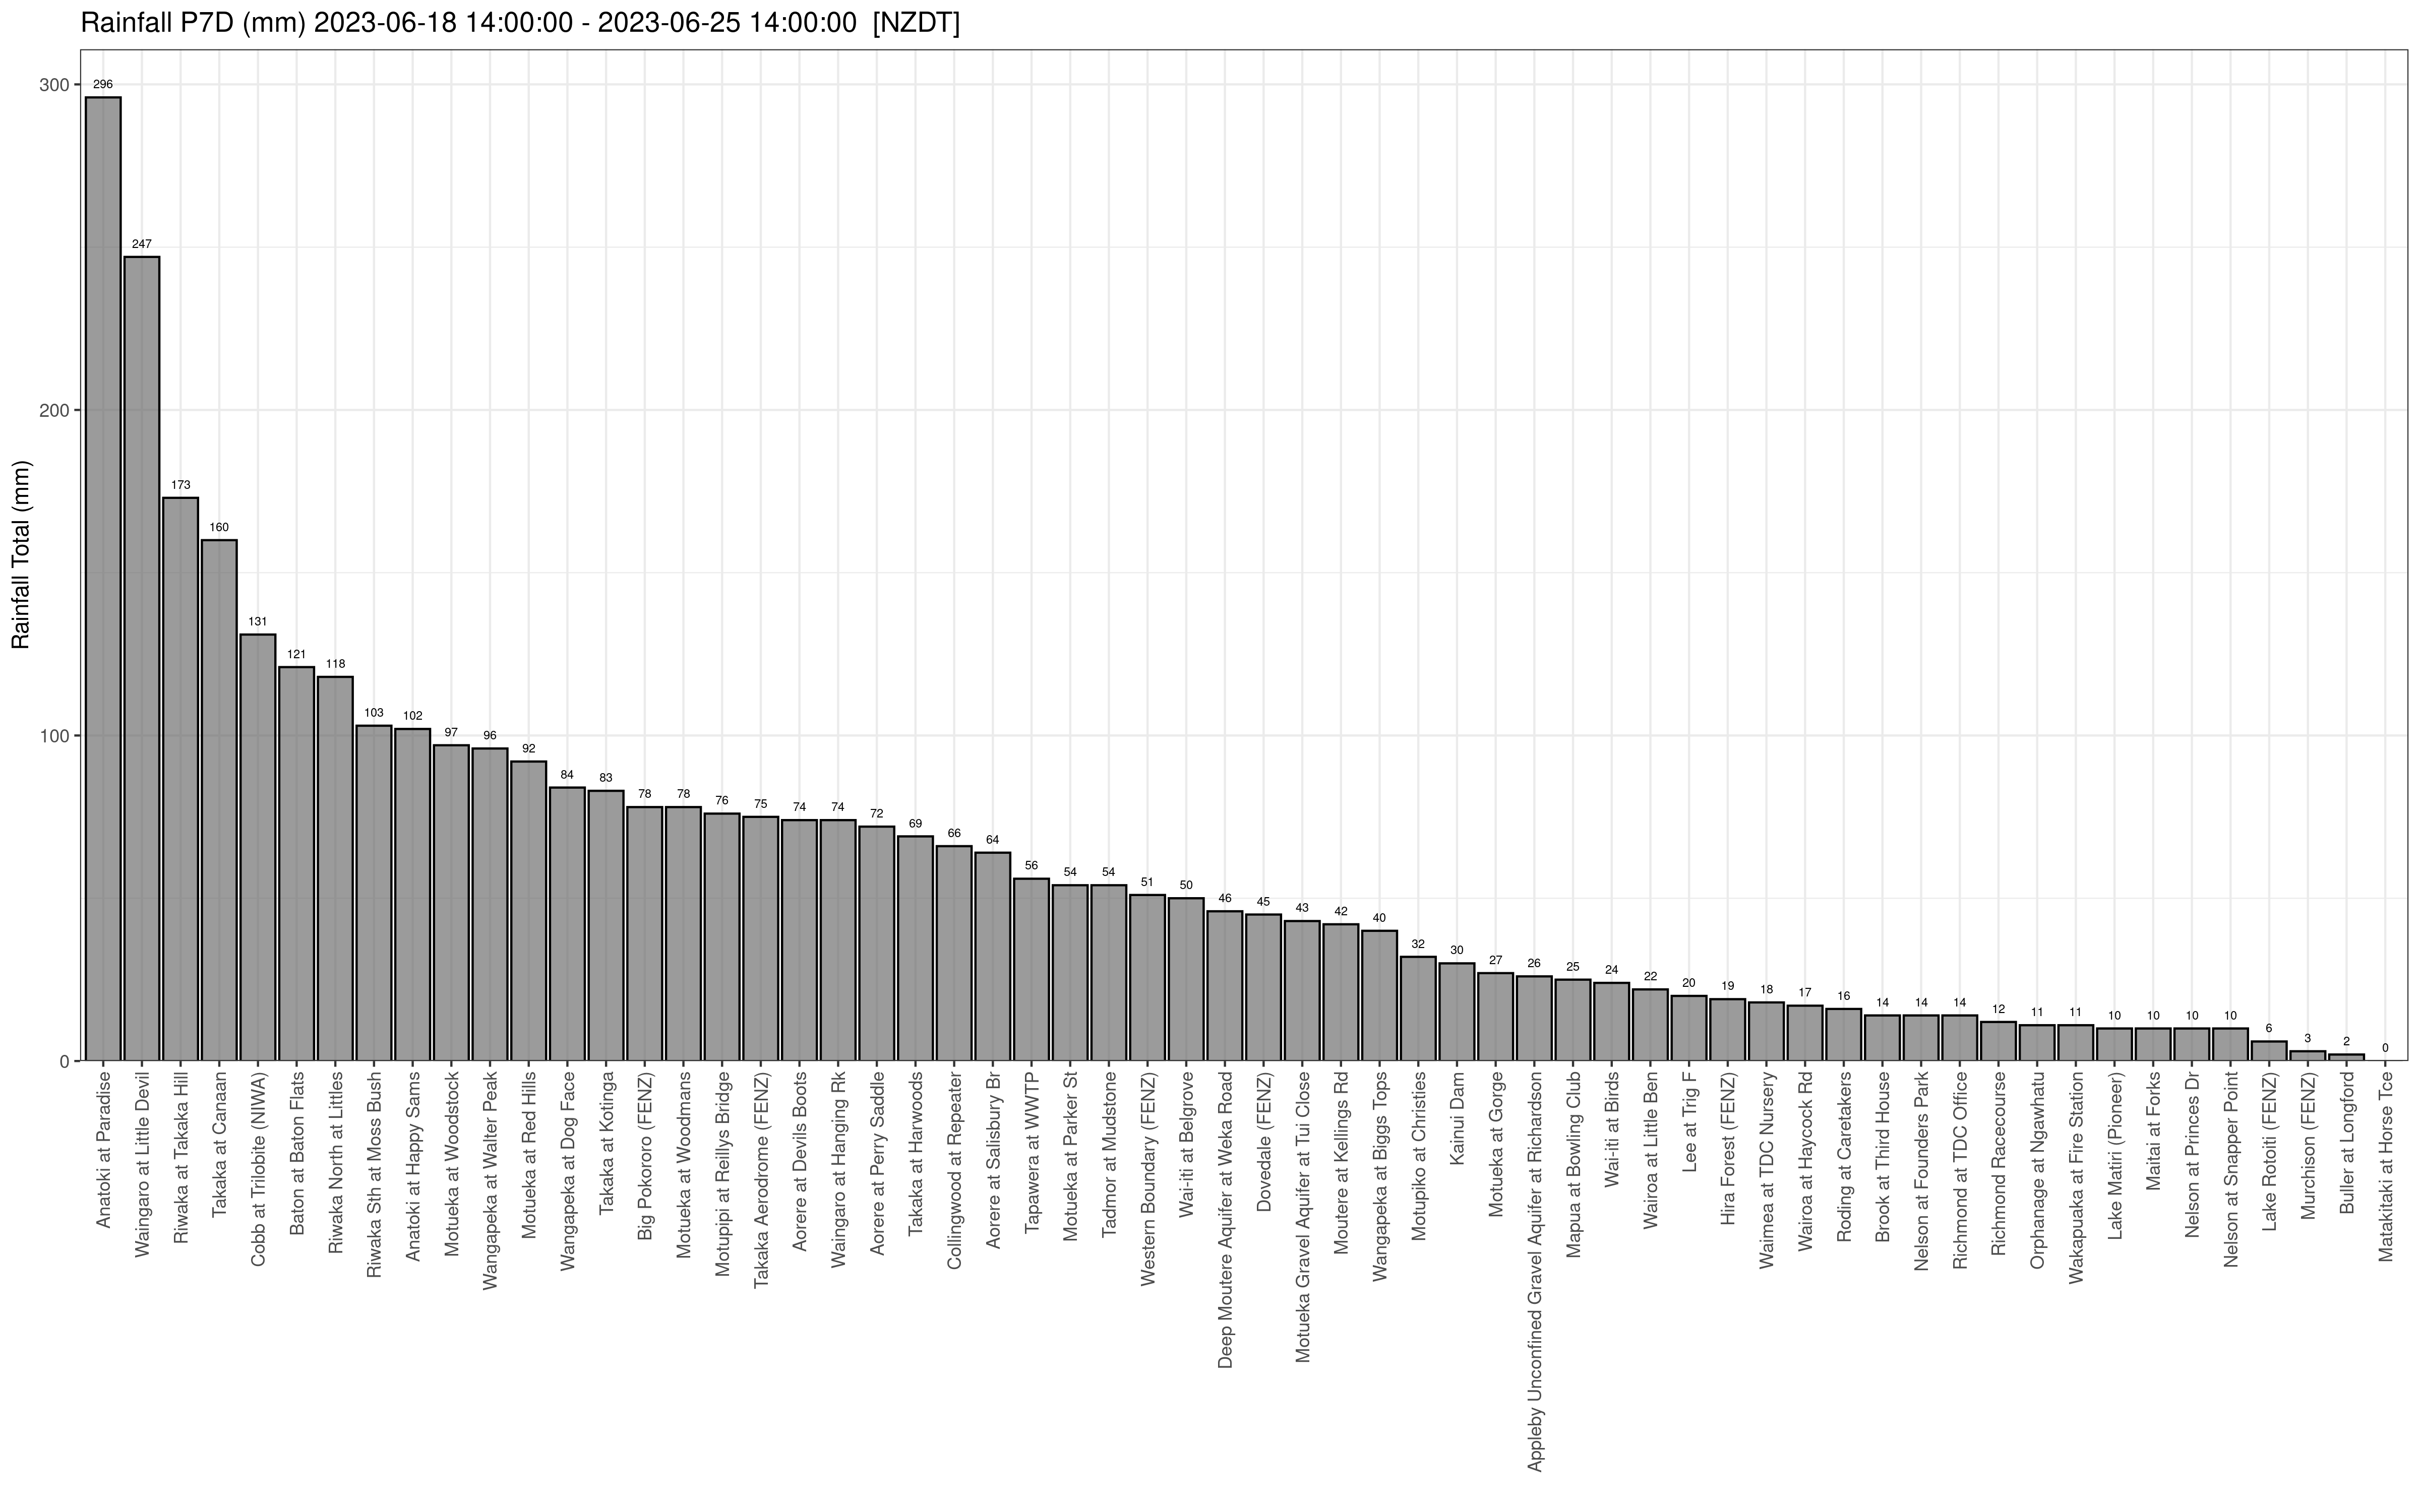 Rainfall P7D (mm) 2023-06-18 14:00:00 - 2023-06-25 14:00:00  [NZDT]
Rainfall Total (mm)
300
200
100
0
296
247
173
160
131
121
118
103
102
97
96
92
84
83
78
78
76
75
74
74
72
69
66
64
56
54
54
51
50
46
45
43
42
40
32
30
27
26
25
24
22
20
19
18
17
16
14
14
14
12
11
11
10
10
10
10
6
3
2
0
Anatoki at Paradise
Waingaro at Little Devil
Riwaka at Takaka Hill
Takaka at Canaan
Cobb at Trilobite (NIWA)
Baton at Baton Flats
Riwaka North at Littles
Riwaka Sth at Moss Bush
Anatoki at Happy Sams
Motueka at Woodstock
Wangapeka at Walter Peak
Motueka at Red Hills
Wangapeka at Dog Face
Takaka at Kotinga
Big Pokororo (FENZ)
Motueka at Woodmans
Motupipi at Reillys Bridge
Takaka Aerodrome (FENZ)
Aorere at Devils Boots
Waingaro at Hanging Rk
Aorere at Perry Saddle
Takaka at Harwoods
Collingwood at Repeater
Aorere at Salisbury Br
Tapawera at WWTP
Motueka at Parker St
Tadmor at Mudstone
Western Boundary (FENZ)
Wai-iti at Belgrove
Deep Moutere Aquifer at Weka Road
Dovedale (FENZ)
Motueka Gravel Aquifer at Tui Close
Moutere at Kellings Rd
Wangapeka at Biggs Tops
Motupiko at Christies
Kainui Dam
Motueka at Gorge
Appleby Unconfined Gravel Aquifer at Richardson
Mapua at Bowling Club
Wai-iti at Birds
Wairoa at Little Ben
Lee at Trig F
Hira Forest (FENZ)
Waimea at TDC Nursery
Wairoa at Haycock Rd
Roding at Caretakers
Brook at Third House
Nelson at Founders Park
Richmond at TDC Office
Richmond Racecourse
Orphanage at Ngawhatu
Wakapuaka at Fire Station
Lake Matiri (Pioneer)
Maitai at Forks
Nelson at Princes Dr
Nelson at Snapper Point
Lake Rotoiti (FENZ)
Murchison (FENZ)
Buller at Longford
Matakitaki at Horse Tce